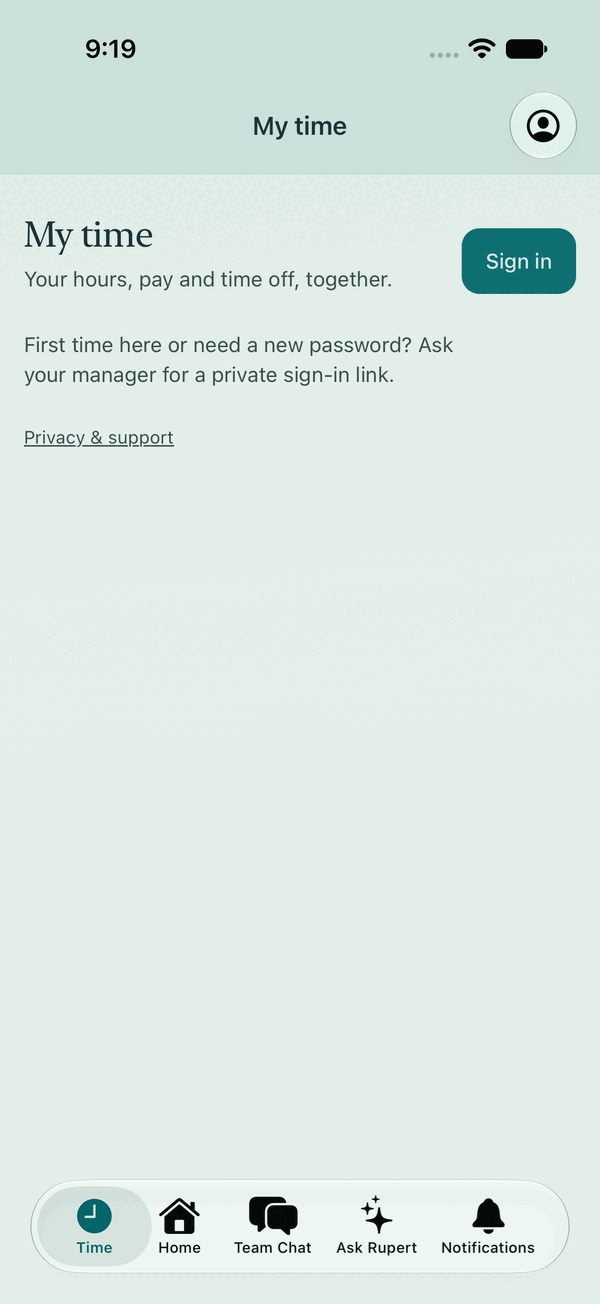 9:19
My time
My time
Your hours, pay and time off, together.
Sign in
First time here or need a new password? Ask
your manager for a private sign-in link.
Privacy & support
Time
Home
Team Chat
Ask Rupert
Notifications